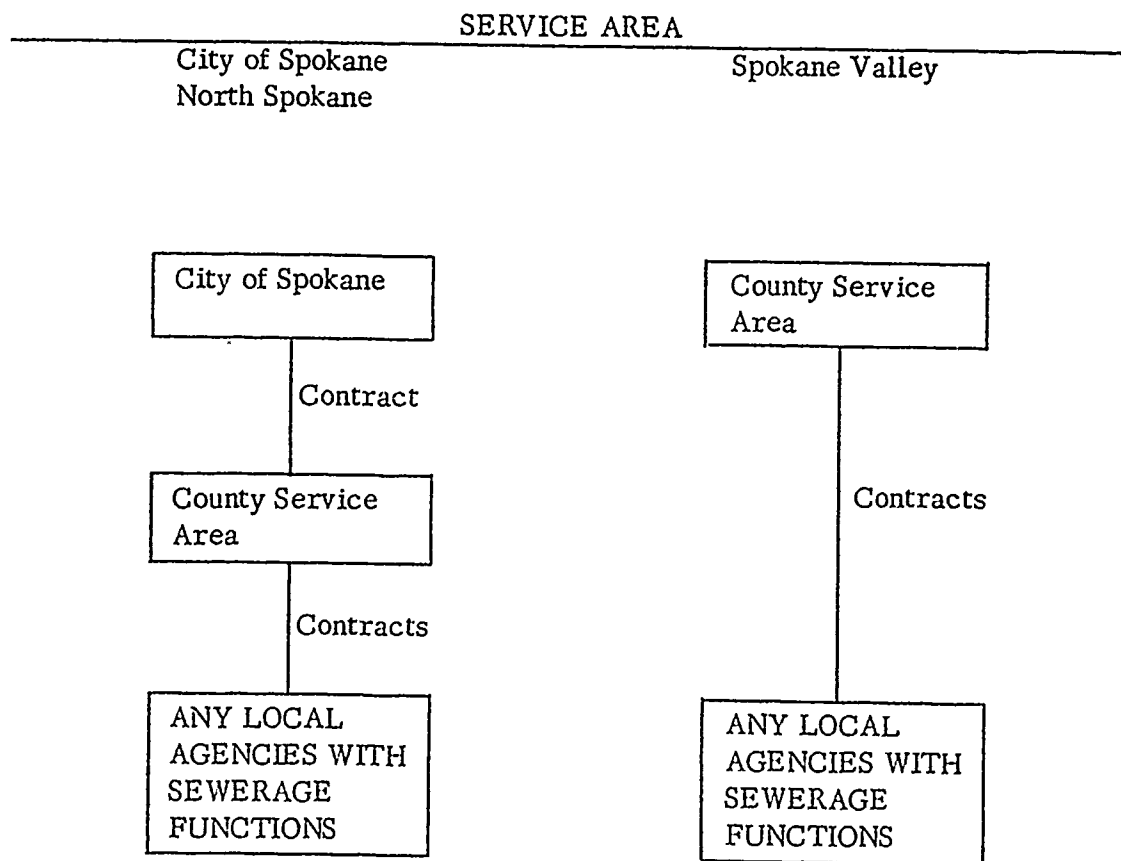 SERVICE AREA
City of Spokane
North Spokane
Spokane Valley
City of Spokane
Contract
County Service
Area
Contracts
ANY LOCAL
AGENCIES WITH
SEWERAGE
FUNCTIONS
County Service
Area
Contracts
ANY LOCAL
AGENCIES WITH
SEWERAGE
FUNCTIONS